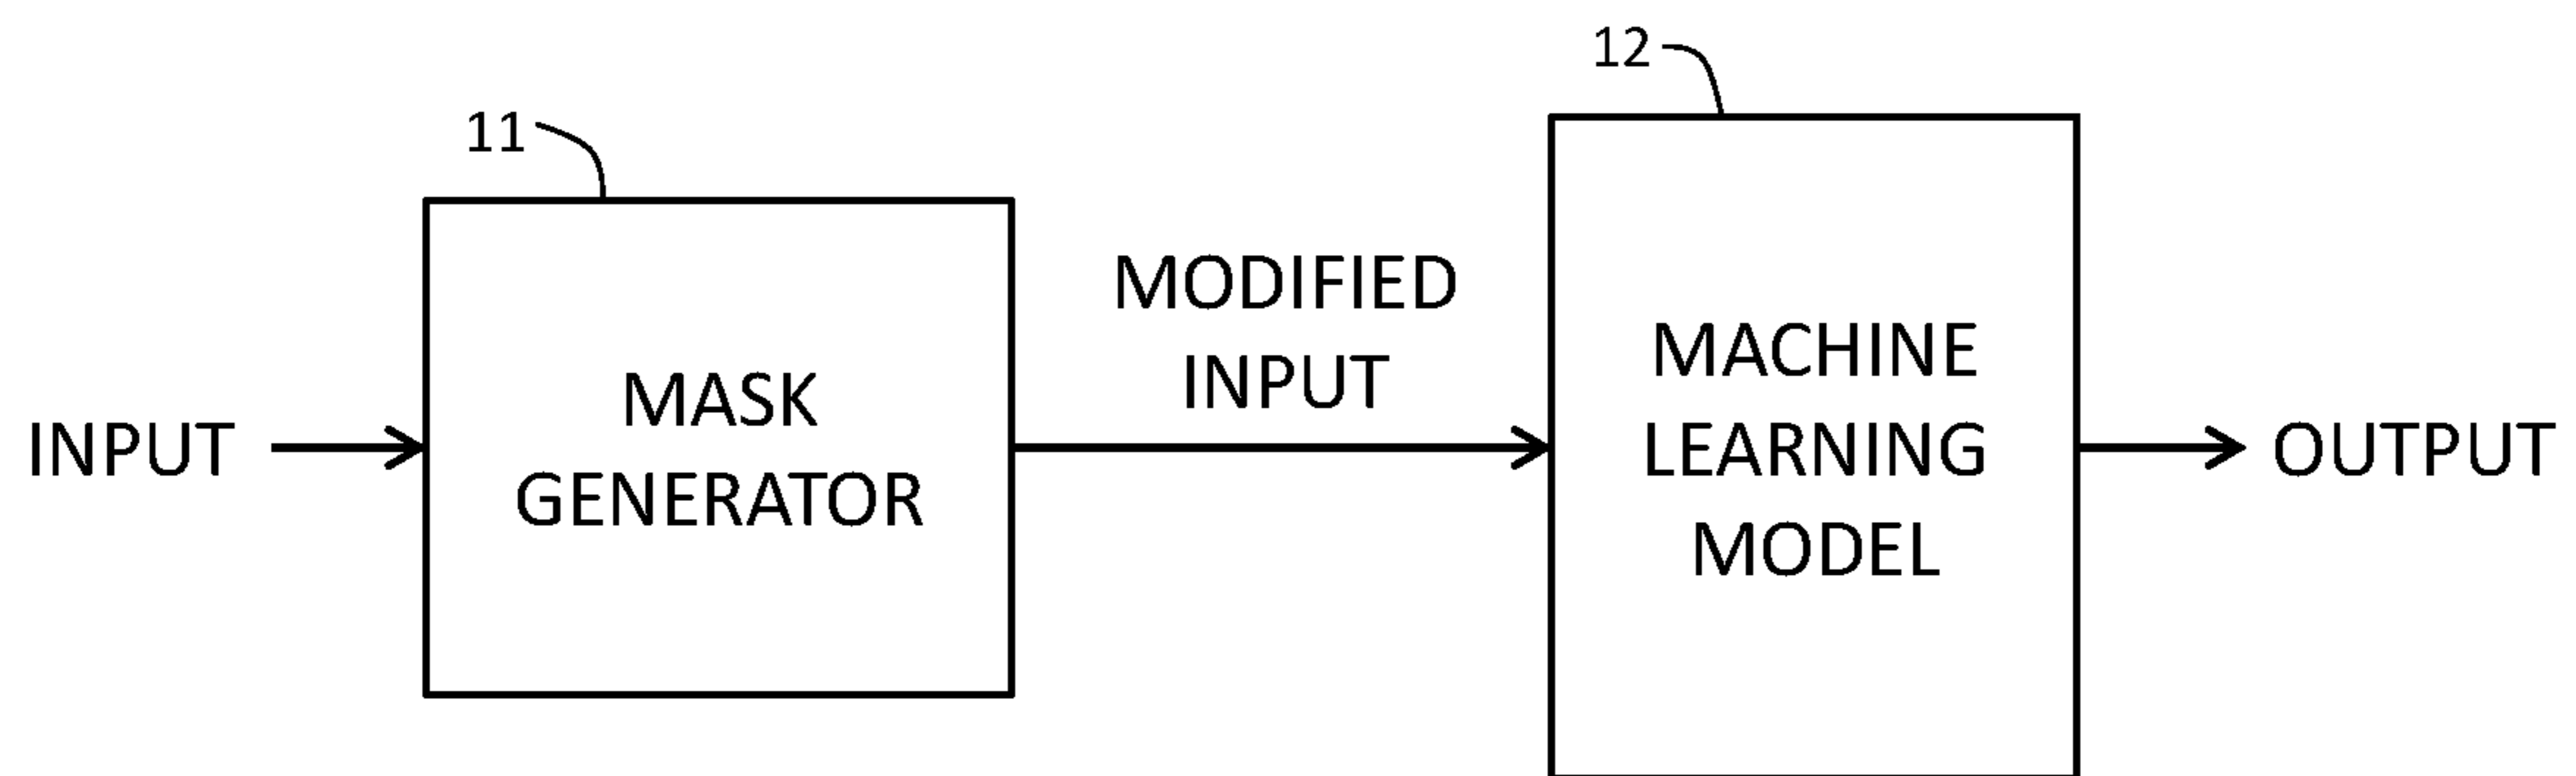 12
11
MODIFIED
INPUT
MASK
GENERATOR
MACHINE
LEARNING
MODEL
INPUT
OUTPUT